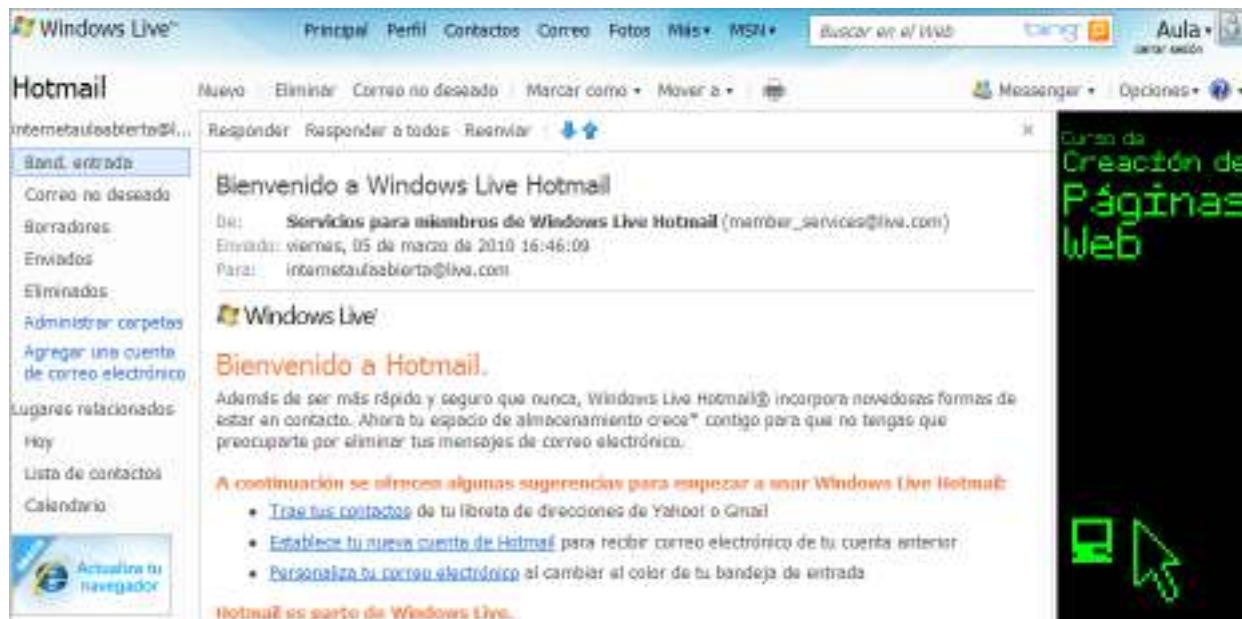 Windows Live™
Principal Perfil Contactos Correo Fotos Más MSN
Buscar en el Web bing
Aula
cerrar sesión
Hotmail
Nuevo Eliminar Correo no deseado Marcar como Mover a
Messenger Opciones
internetaulaabierta@l...
Responder Responder a todos Reenviar
Band. entrada
Correo no deseado
Borradores
Enviados
Eliminados
Administrar carpetas
Agregar una cuenta
de correo electrónico
Lugares relacionados
Hoy
Lista de contactos
Calendario
Actualiza tu
navegador
Bienvenido a Windows Live Hotmail
De: Servicios para miembros de Windows Live Hotmail (member_services@live.com)
Enviado: viernes, 05 de marzo de 2010 16:46:09
Para: internetaulaabierta@live.com
Windows Live
Bienvenido a Hotmail.
Además de ser más rápido y seguro que nunca, Windows Live Hotmail® incorpora novedosas formas de
estar en contacto. Ahora tu espacio de almacenamiento crece* contigo para que no tengas que
preocuparte por eliminar tus mensajes de correo electrónico.
A continuación se ofrecen algunas sugerencias para empezar a usar Windows Live Hotmail:
• Trae tus contactos de tu libreta de direcciones de Yahoo! o Gmail
• Establece tu nueva cuenta de Hotmail para recibir correo electrónico de tu cuenta anterior
• Personaliza tu correo electrónico al cambiar el color de tu bandeja de entrada
Hotmail es parte de Windows Live.
Curso de
Creación de
Páginas
Web